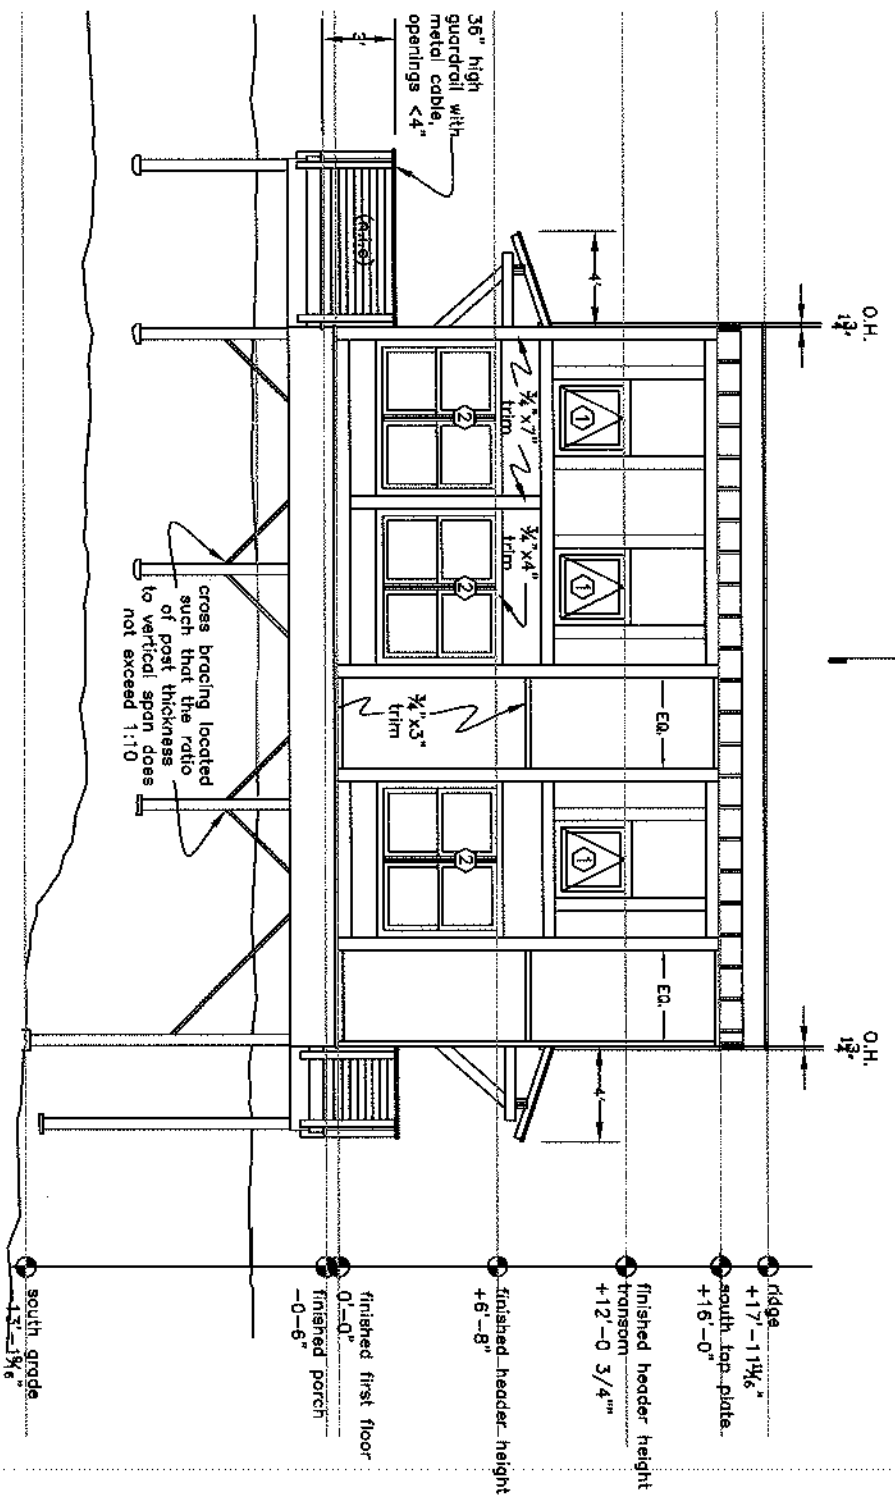 O.H.
1¾"
O.H.
1¾"
4'
4'
36" high
guardrail with
metal cable,
openings <4"
3'
1
1
1
2
2
2
¾"x7"
trim
¾"x4"
trim
¾"x3"
trim
EQ.
EQ.
cross bracing located
such that the ratio
of post thickness
to vertical span does
not exceed 1:10
ridge
+17'-11 11/16"
south top plate
+16'-0"
finished header height
transom
+12'-0 3/4""
finished header height
+6'-8"
finished first floor
0'-0"
finished porch
-0-6"
south grade